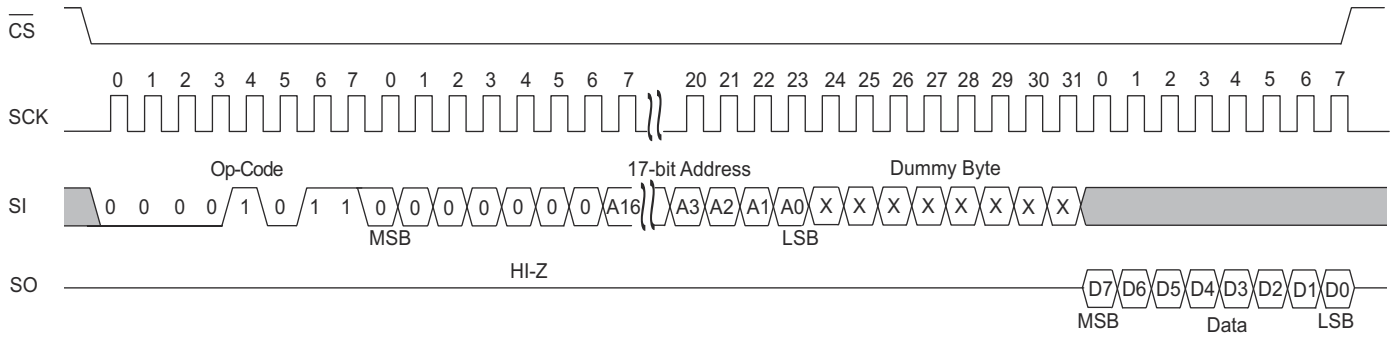 CS
0 1 2 3 4 5 6 7 0 1 2 3 4 5 6 7 20 21 22 23 24 25 26 27 28 29 30 31 0 1 2 3 4 5 6 7
SCK
Op-Code 17-bit Address Dummy Byte
SI 0 0 0 0 1 0 1 1 0 0 0 0 0 0 0 A16 A3 A2 A1 A0 X X X X X X X X
MSB LSB
HI-Z
SO D7 D6 D5 D4 D3 D2 D1 D0
MSB Data LSB